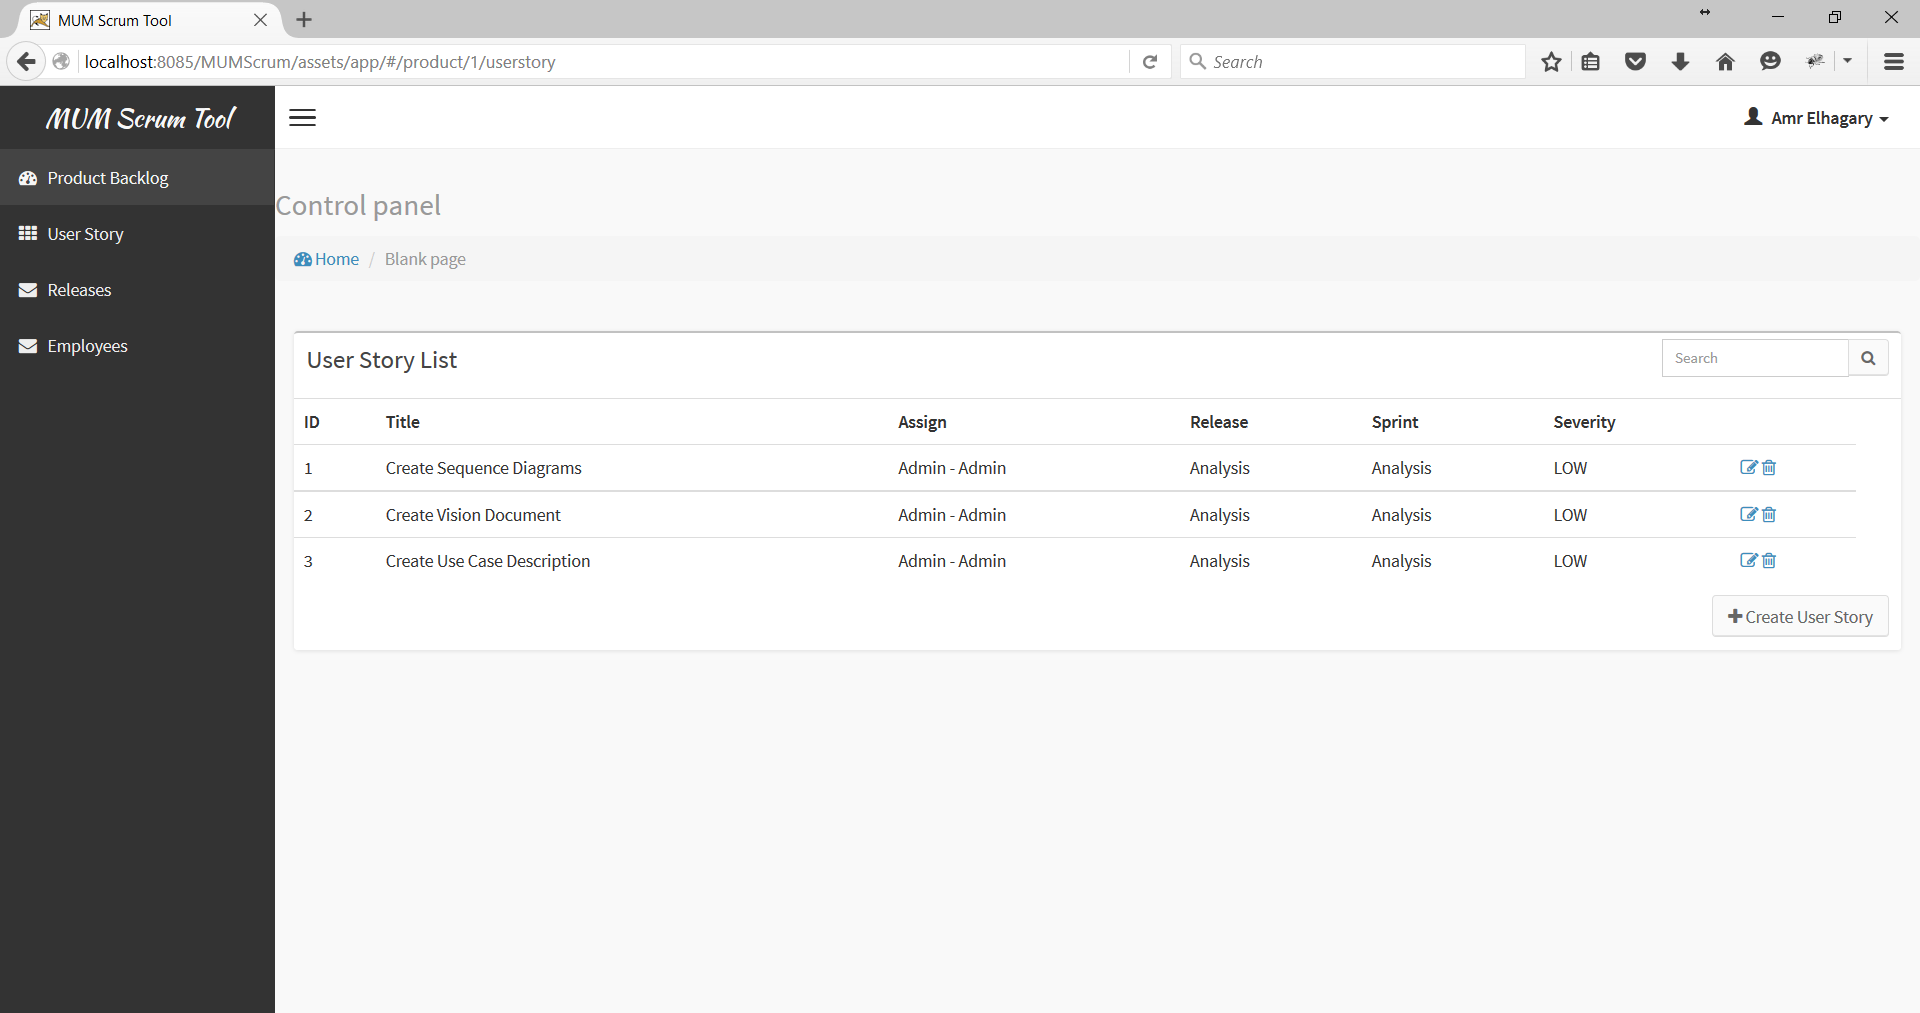 MUM Scrum Tool
localhost:8085/MUMScrum/assets/app/#/product/1/userstory
Search
MUM Scrum Tool
Amr Elhagary
Product Backlog
User Story
Releases
Employees
Control panel
Home / Blank page
User Story List
Search
ID Title Assign Release Sprint Severity
1 Create Sequence Diagrams Admin - Admin Analysis Analysis LOW
2 Create Vision Document Admin - Admin Analysis Analysis LOW
3 Create Use Case Description Admin - Admin Analysis Analysis LOW
Create User Story